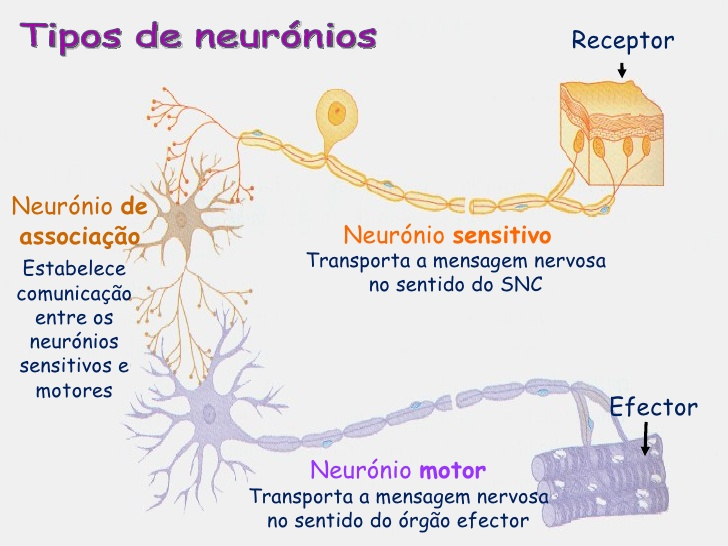 Tipos de neurónios
Receptor
Neurónio de
associação
Estabelece
comunicação
entre os
neurónios
sensitivos e
motores
Neurónio sensitivo
Transporta a mensagem nervosa
no sentido do SNC
Efector
Neurónio motor
Transporta a mensagem nervosa
no sentido do órgão efector